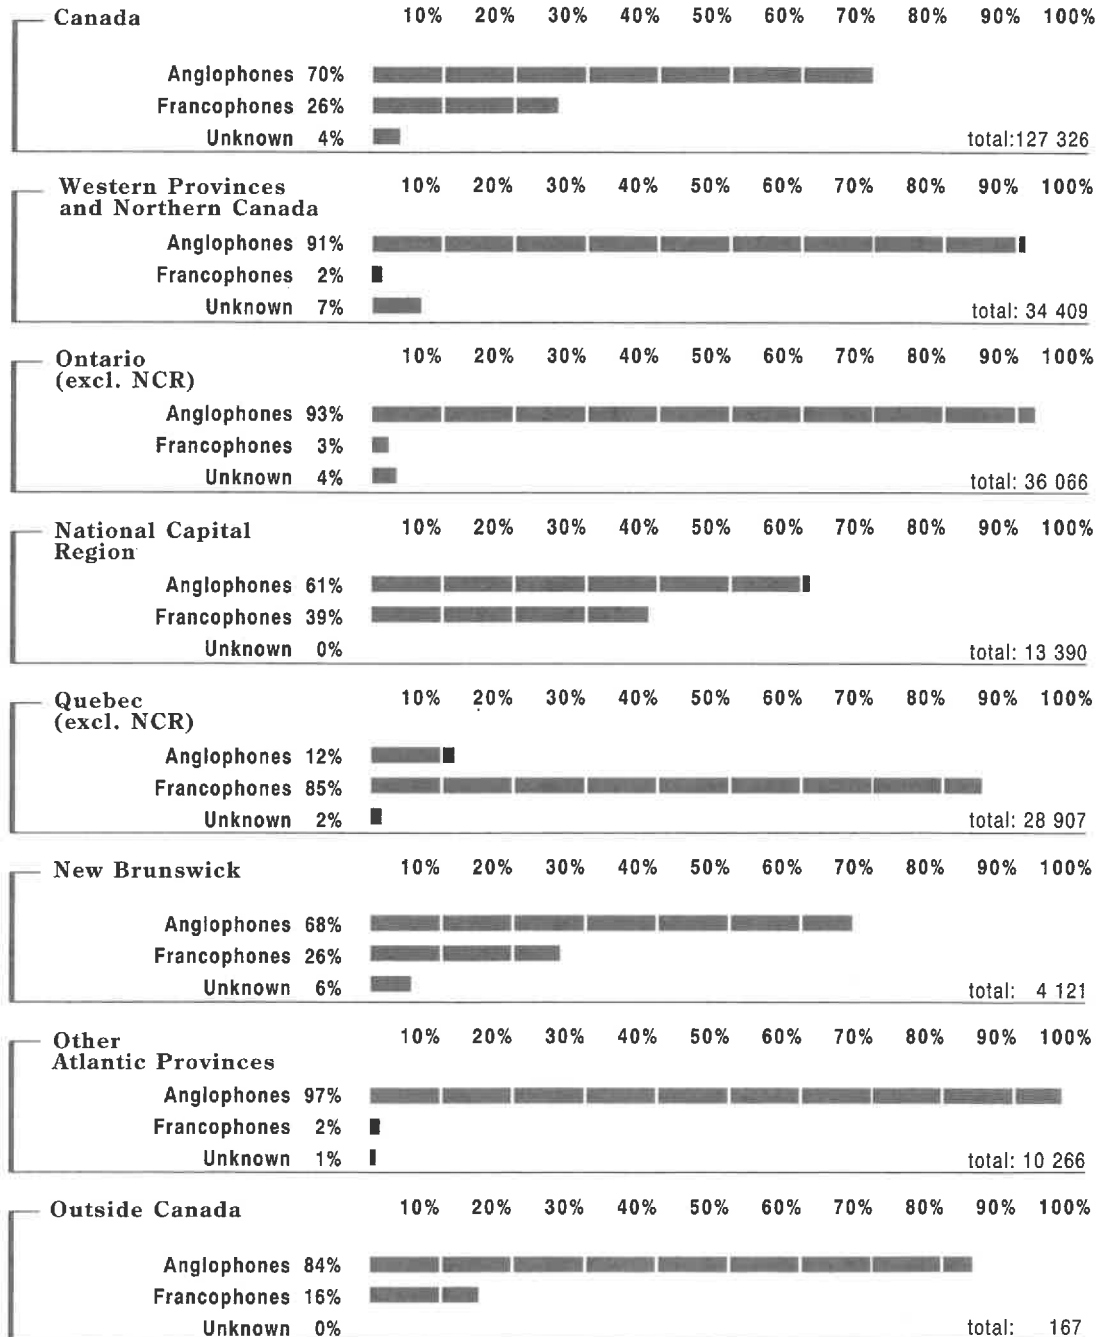 Canada 10% 20% 30% 40% 50% 60% 70% 80% 90% 100%
Anglophones 70%
Francophones 26%
Unknown 4% total:127 326
Western Provinces 10% 20% 30% 40% 50% 60% 70% 80% 90% 100%
and Northern Canada
Anglophones 91%
Francophones 2%
Unknown 7% total: 34 409
Ontario 10% 20% 30% 40% 50% 60% 70% 80% 90% 100%
(excl. NCR)
Anglophones 93%
Francophones 3%
Unknown 4% total: 36 066
National Capital 10% 20% 30% 40% 50% 60% 70% 80% 90% 100%
Region
Anglophones 61%
Francophones 39%
Unknown 0% total: 13 390
Quebec 10% 20% 30% 40% 50% 60% 70% 80% 90% 100%
(excl. NCR)
Anglophones 12%
Francophones 85%
Unknown 2% total: 28 907
New Brunswick 10% 20% 30% 40% 50% 60% 70% 80% 90% 100%
Anglophones 68%
Francophones 26%
Unknown 6% total: 4 121
Other 10% 20% 30% 40% 50% 60% 70% 80% 90% 100%
Atlantic Provinces
Anglophones 97%
Francophones 2%
Unknown 1% total: 10 266
Outside Canada 10% 20% 30% 40% 50% 60% 70% 80% 90% 100%
Anglophones 84%
Francophones 16%
Unknown 0% total: 167